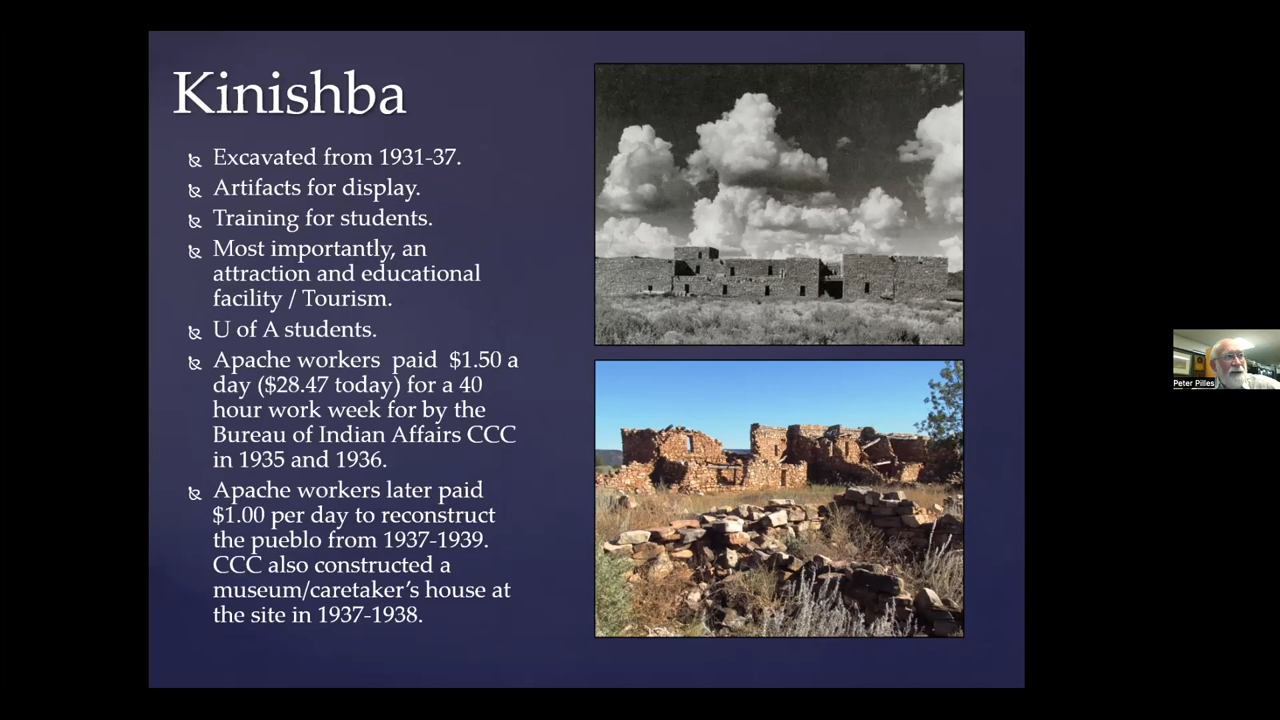 Kinishba
Excavated from 1931-37.
Artifacts for display.
Training for students.
Most importantly, an
attraction and educational
facility / Tourism.
U of A students.
Apache workers paid $1.50 a
day ($28.47 today) for a 40
hour work week for by the
Bureau of Indian Affairs CCC
in 1935 and 1936.
Apache workers later paid
$1.00 per day to reconstruct
the pueblo from 1937-1939.
CCC also constructed a
museum/caretaker’s house at
the site in 1937-1938.
Peter Pilles